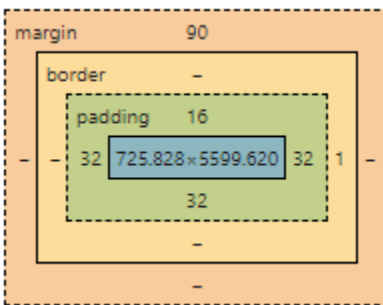 margin 90
border –
padding 16
– – 32 725.828×5599.620 32 1 –
32
–
–